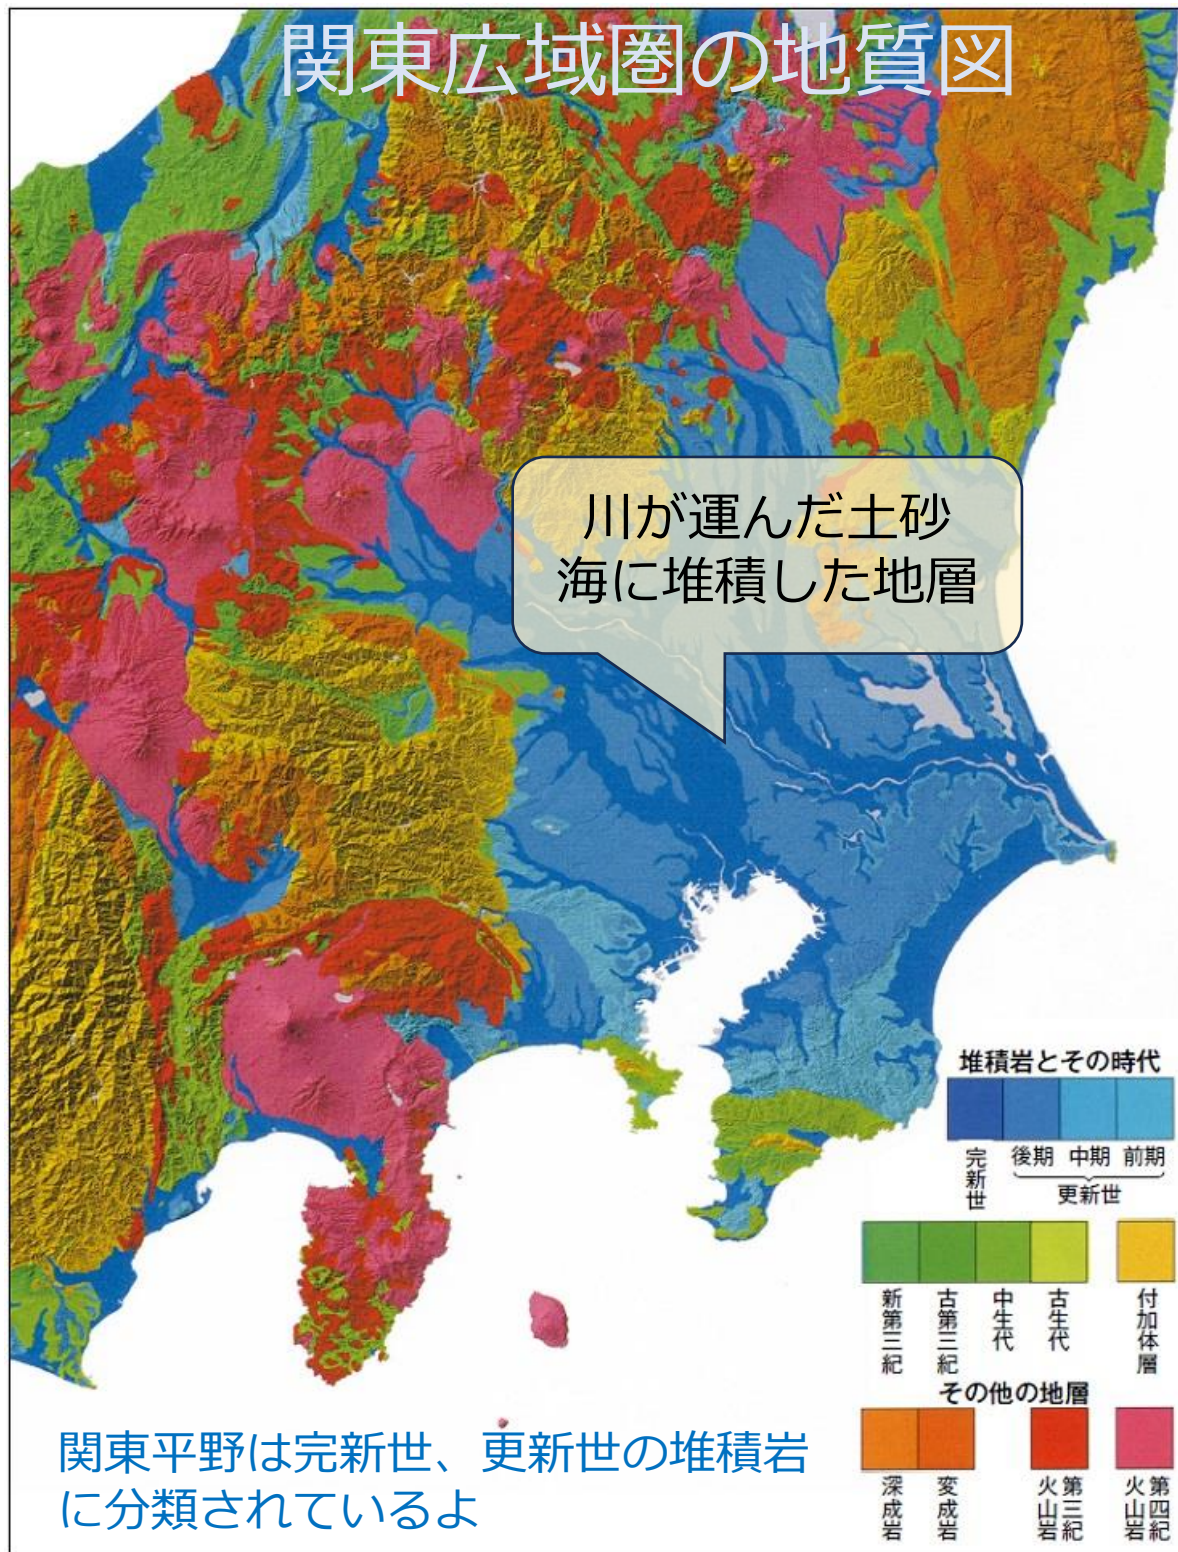 関東広域圏の地質図
川が運んだ土砂
海に堆積した地層
堆積岩とその時代
完新世
後期
中期
前期
更新世
新第三紀
古第三紀
中生代
古生代
付加体層
その他の地層
深成岩
変成岩
第三紀
火山岩
第四紀
火山岩
関東平野は完新世、更新世の堆積岩
に分類されているよ